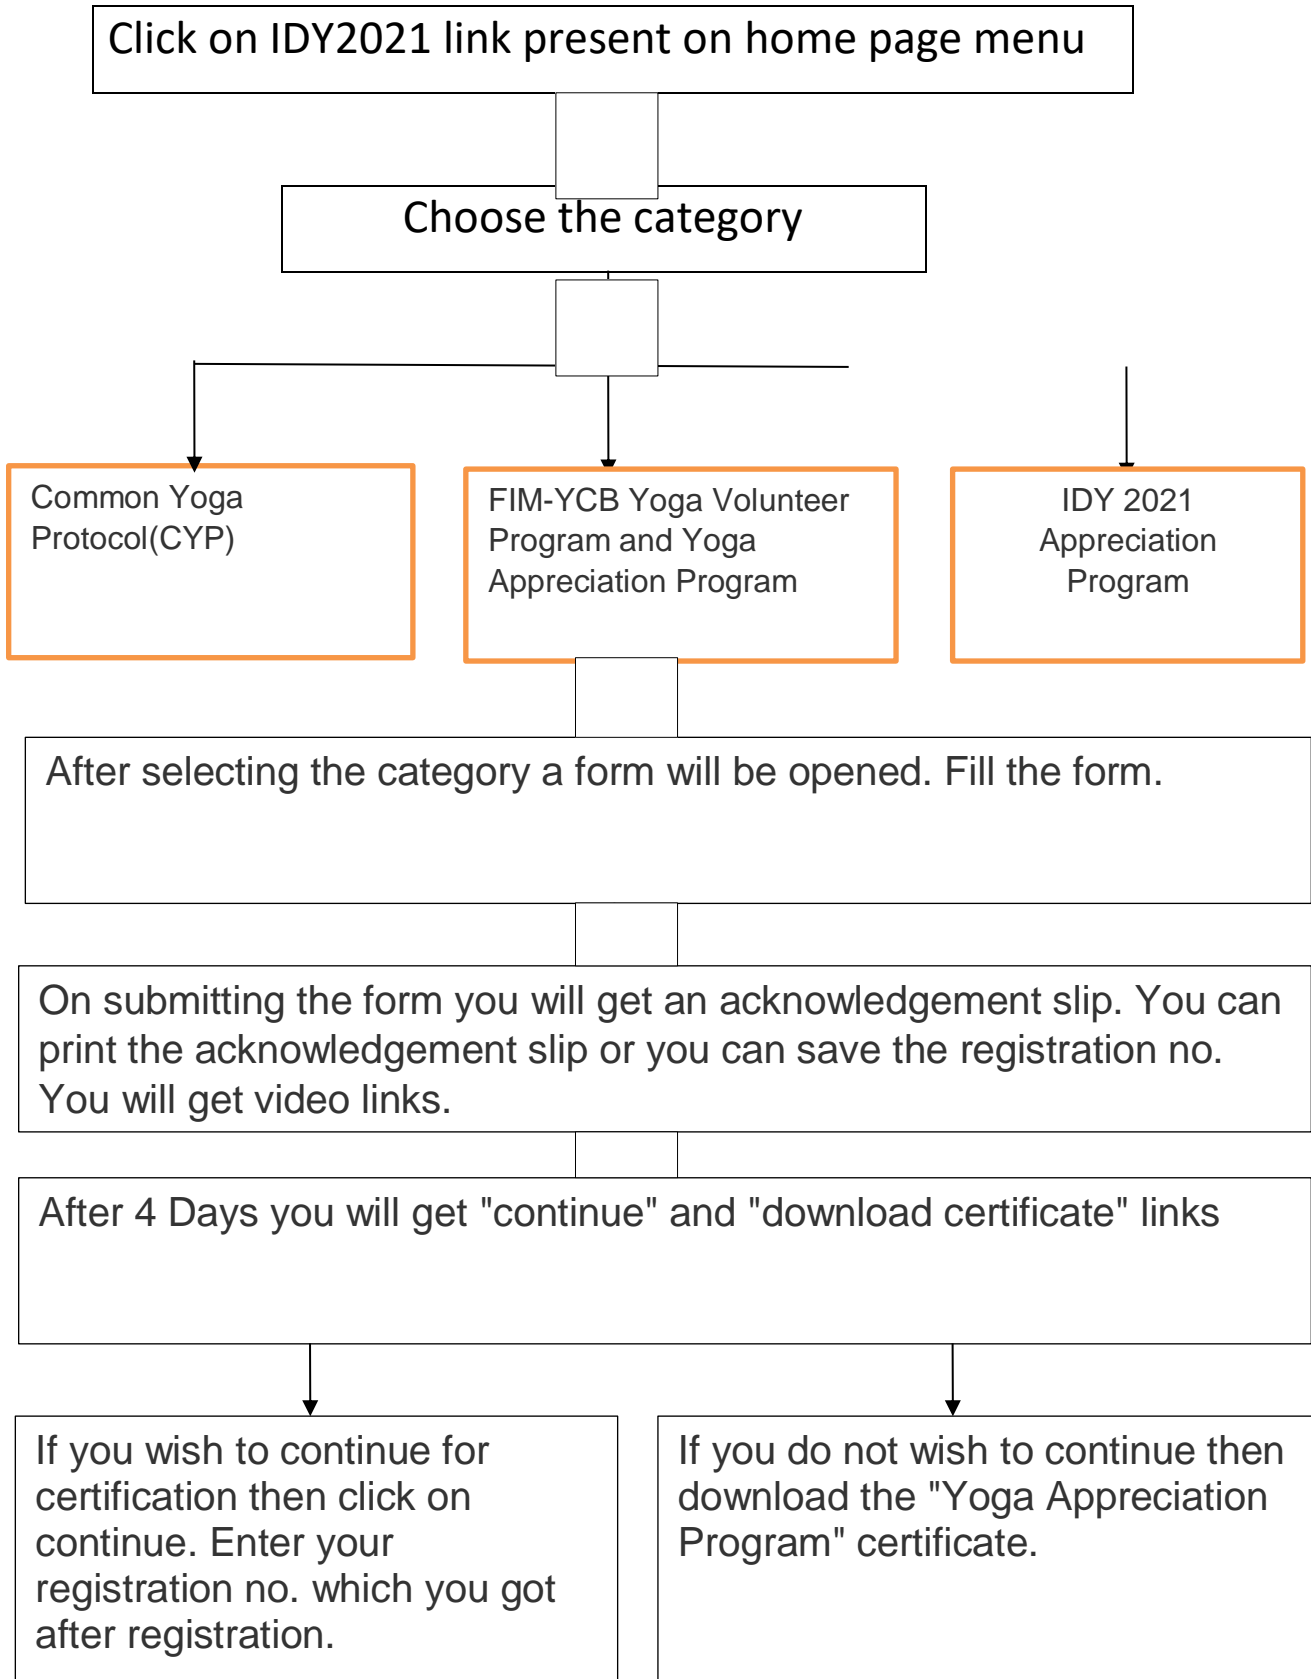 Click on IDY2021 link present on home page menu
Choose the category
Common Yoga
Protocol(CYP)
FIM-YCB Yoga Volunteer
Program and Yoga
Appreciation Program
IDY 2021
Appreciation
Program
After selecting the category a form will be opened. Fill the form.
On submitting the form you will get an acknowledgement slip. You can
print the acknowledgement slip or you can save the registration no.
You will get video links.
After 4 Days you will get "continue" and "download certificate" links
If you wish to continue for
certification then click on
continue. Enter your
registration no. which you got
after registration.
If you do not wish to continue then
download the "Yoga Appreciation
Program" certificate.